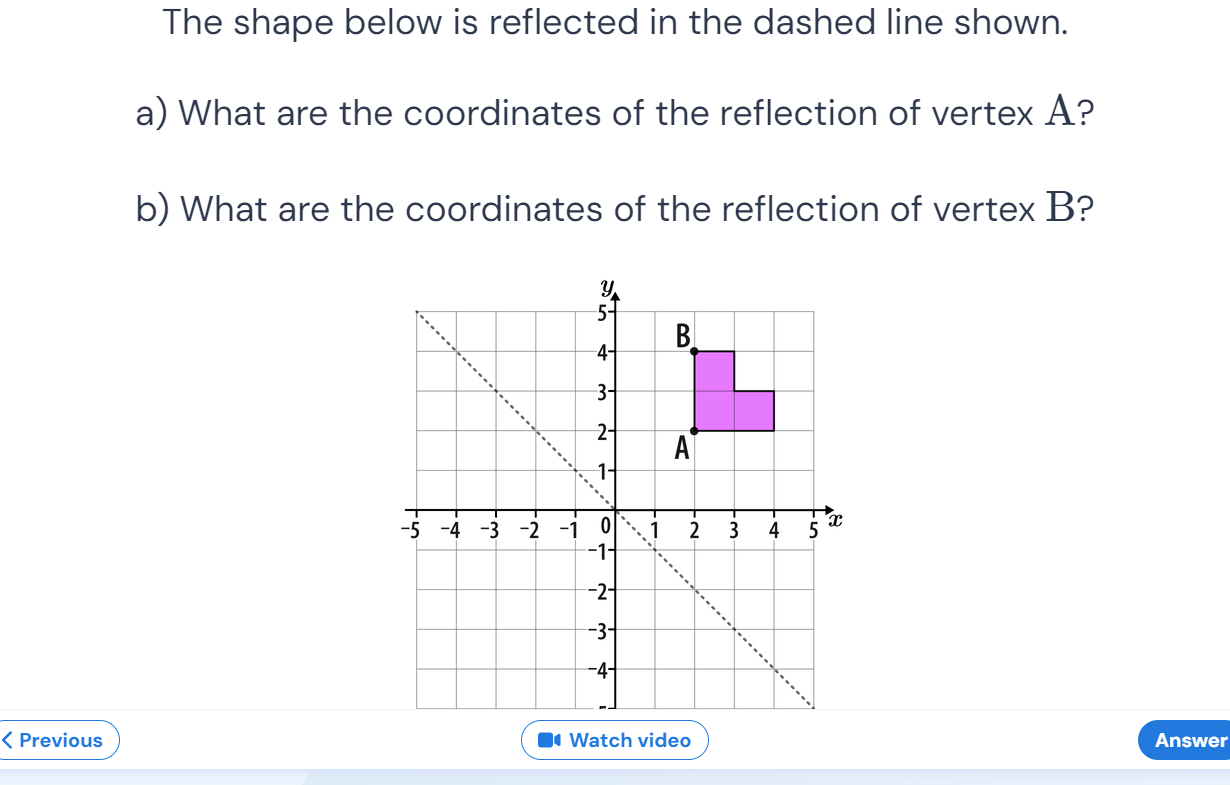 The shape below is reflected in the dashed line shown.
a) What are the coordinates of the reflection of vertex A?
b) What are the coordinates of the reflection of vertex B?
y
5
B
4
3
2
A
1
-5 -4 -3 -2 -1 0 1 2 3 4 5 x
-1
-2
-3
-4
Previous
Watch video
Answer